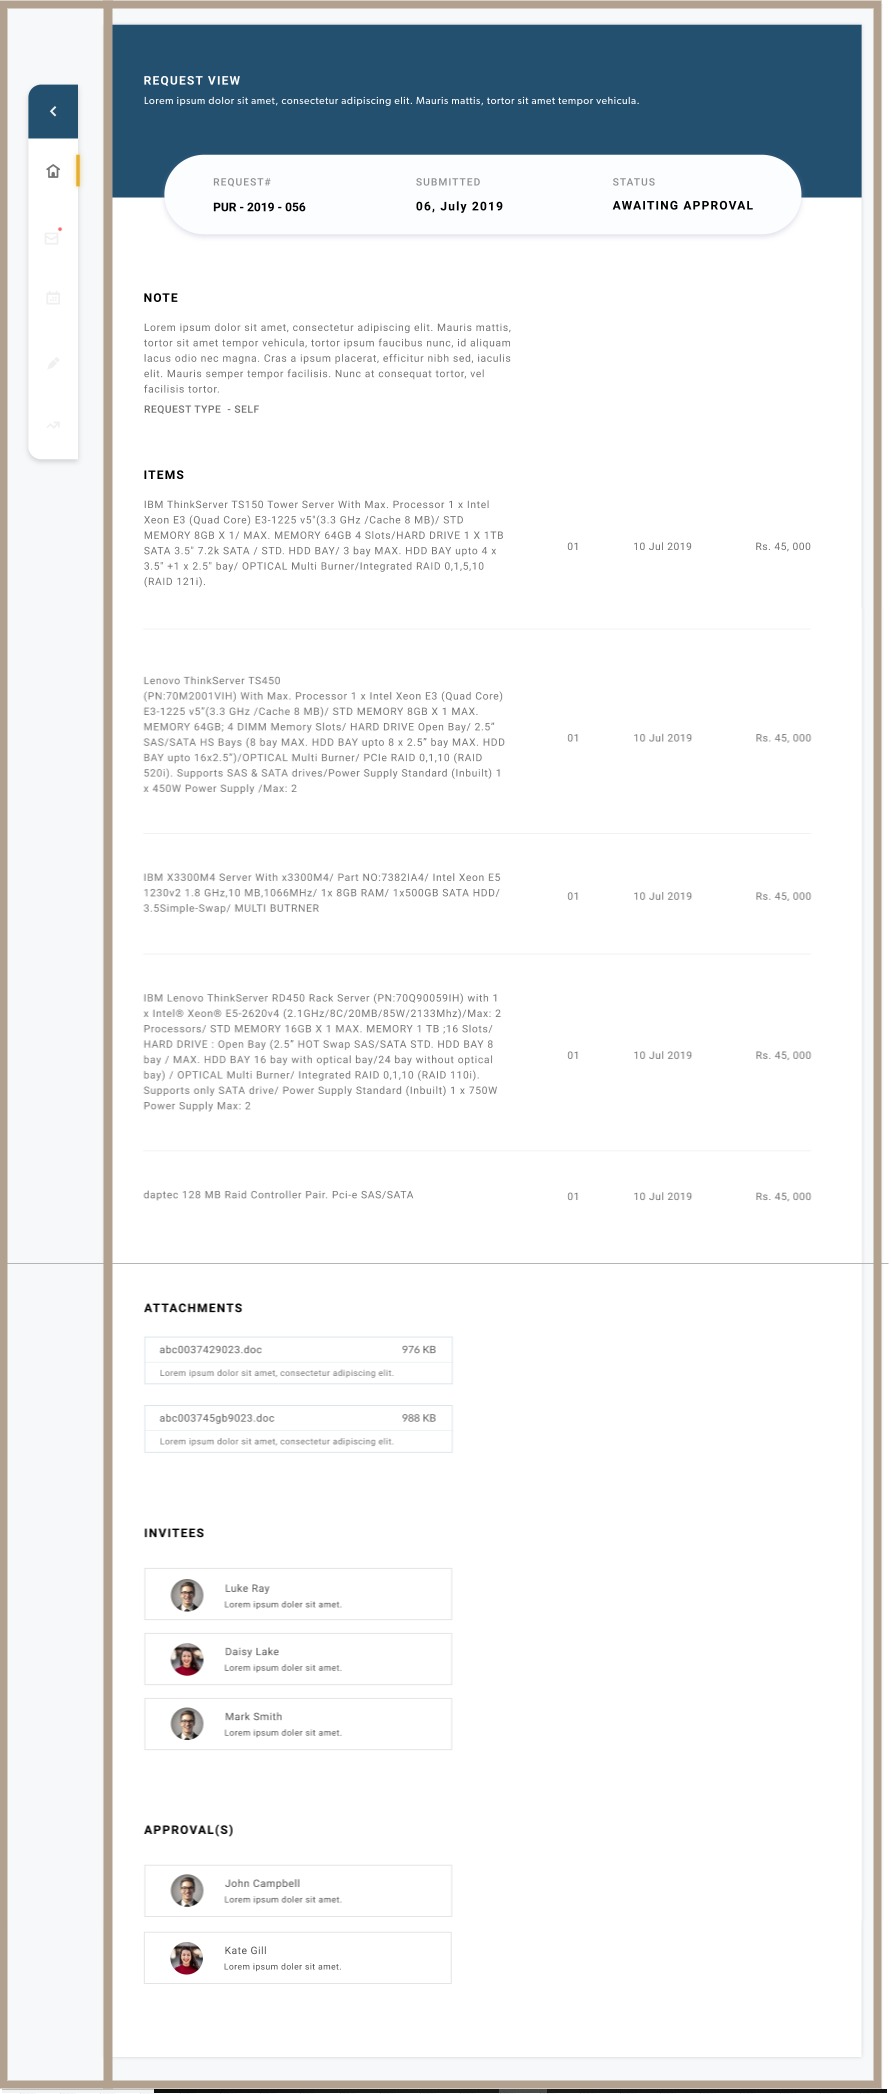 REQUEST VIEW
Lorem ipsum dolor sit amet, consectetur adipiscing elit. Mauris mattis, tortor sit amet tempor vehicula.
REQUEST# SUBMITTED STATUS
PUR - 2019 - 056 06, July 2019 AWAITING APPROVAL
NOTE
Lorem ipsum dolor sit amet, consectetur adipiscing elit. Mauris mattis,
tortor sit amet tempor vehicula, tortor ipsum faucibus nunc, id aliquam
lacus odio nec magna. Cras a ipsum placerat, efficitur nibh sed, iaculis
elit. Mauris semper tempor facilisis. Nunc at consequat tortor, vel
facilisis tortor.
REQUEST TYPE - SELF
ITEMS
IBM ThinkServer TS150 Tower Server With Max. Processor 1 x Intel
Xeon E3 (Quad Core) E3-1225 v5"(3.3 GHz /Cache 8 MB)/ STD
MEMORY 8GB X 1/ MAX. MEMORY 64GB 4 Slots/HARD DRIVE 1 X 1TB
SATA 3.5" 7.2k SATA / STD. HDD BAY/ 3 bay MAX. HDD BAY upto 4 x
3.5" +1 x 2.5" bay/ OPTICAL Multi Burner/Integrated RAID 0,1,5,10
(RAID 121i).
01 10 Jul 2019 Rs. 45, 000
Lenovo ThinkServer TS450
(PN:70M2001VIH) With Max. Processor 1 x Intel Xeon E3 (Quad Core)
E3-1225 v5"(3.3 GHz /Cache 8 MB)/ STD MEMORY 8GB X 1 MAX.
MEMORY 64GB; 4 DIMM Memory Slots/ HARD DRIVE Open Bay/ 2.5"
SAS/SATA HS Bays (8 bay MAX. HDD BAY upto 8 x 2.5" bay MAX. HDD
BAY upto 16x2.5")/OPTICAL Multi Burner/ PCIe RAID 0,1,10 (RAID
520i). Supports SAS & SATA drives/Power Supply Standard (Inbuilt) 1
x 450W Power Supply /Max: 2
01 10 Jul 2019 Rs. 45, 000
IBM X3300M4 Server With x3300M4/ Part NO:7382IA4/ Intel Xeon E5
1230v2 1.8 GHz,10 MB,1066MHz/ 1x 8GB RAM/ 1x500GB SATA HDD/
3.5Simple-Swap/ MULTI BUTRNER
01 10 Jul 2019 Rs. 45, 000
IBM Lenovo ThinkServer RD450 Rack Server (PN:70Q90059IH) with 1
x Intel® Xeon® E5-2620v4 (2.1GHz/8C/20MB/85W/2133Mhz)/Max: 2
Processors/ STD MEMORY 16GB X 1 MAX. MEMORY 1 TB ;16 Slots/
HARD DRIVE : Open Bay (2.5" HOT Swap SAS/SATA STD. HDD BAY 8
bay / MAX. HDD BAY 16 bay with optical bay/24 bay without optical
bay) / OPTICAL Multi Burner/ Integrated RAID 0,1,10 (RAID 110i).
Supports only SATA drive/ Power Supply Standard (Inbuilt) 1 x 750W
Power Supply Max: 2
01 10 Jul 2019 Rs. 45, 000
daptec 128 MB Raid Controller Pair. Pci-e SAS/SATA 01 10 Jul 2019 Rs. 45, 000
ATTACHMENTS
abc0037429023.doc 976 KB
Lorem ipsum dolor sit amet, consectetur adipiscing elit.
abc003745gb9023.doc 988 KB
Lorem ipsum dolor sit amet, consectetur adipiscing elit.
INVITEES
Luke Ray
Lorem ipsum doler sit amet.
Daisy Lake
Lorem ipsum doler sit amet.
Mark Smith
Lorem ipsum doler sit amet.
APPROVAL(S)
John Campbell
Lorem ipsum doler sit amet.
Kate Gill
Lorem ipsum doler sit amet.